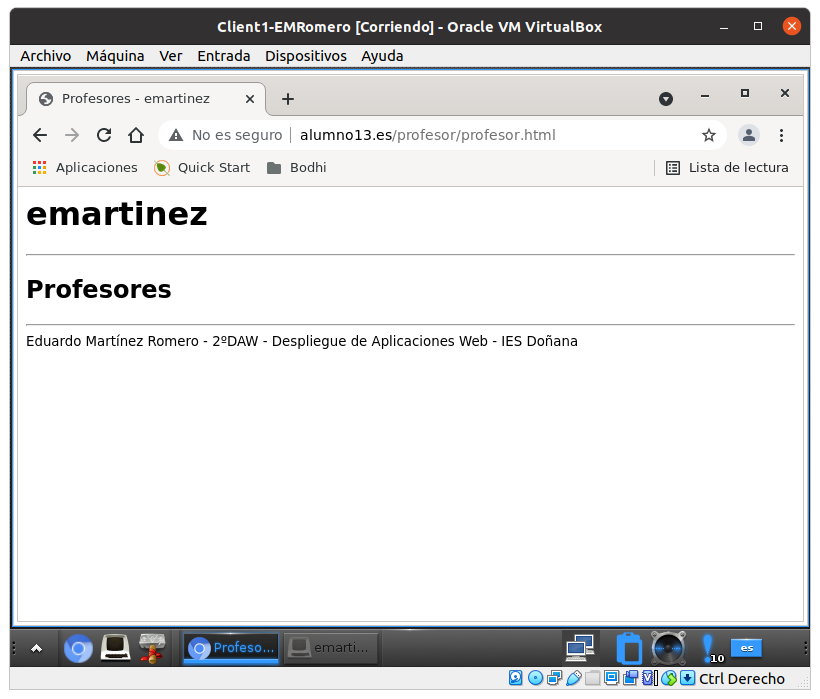 Client1-EMRomero [Corriendo] - Oracle VM VirtualBox
Archivo Máquina Ver Entrada Dispositivos Ayuda
Profesores - emartinez
No es seguro alumno13.es/profesor/profesor.html
Aplicaciones Quick Start Bodhi Lista de lectura
emartinez
Profesores
Eduardo Martínez Romero - 2ºDAW - Despliegue de Aplicaciones Web - IES Doñana
Profeso... emarti... 10 es
Ctrl Derecho